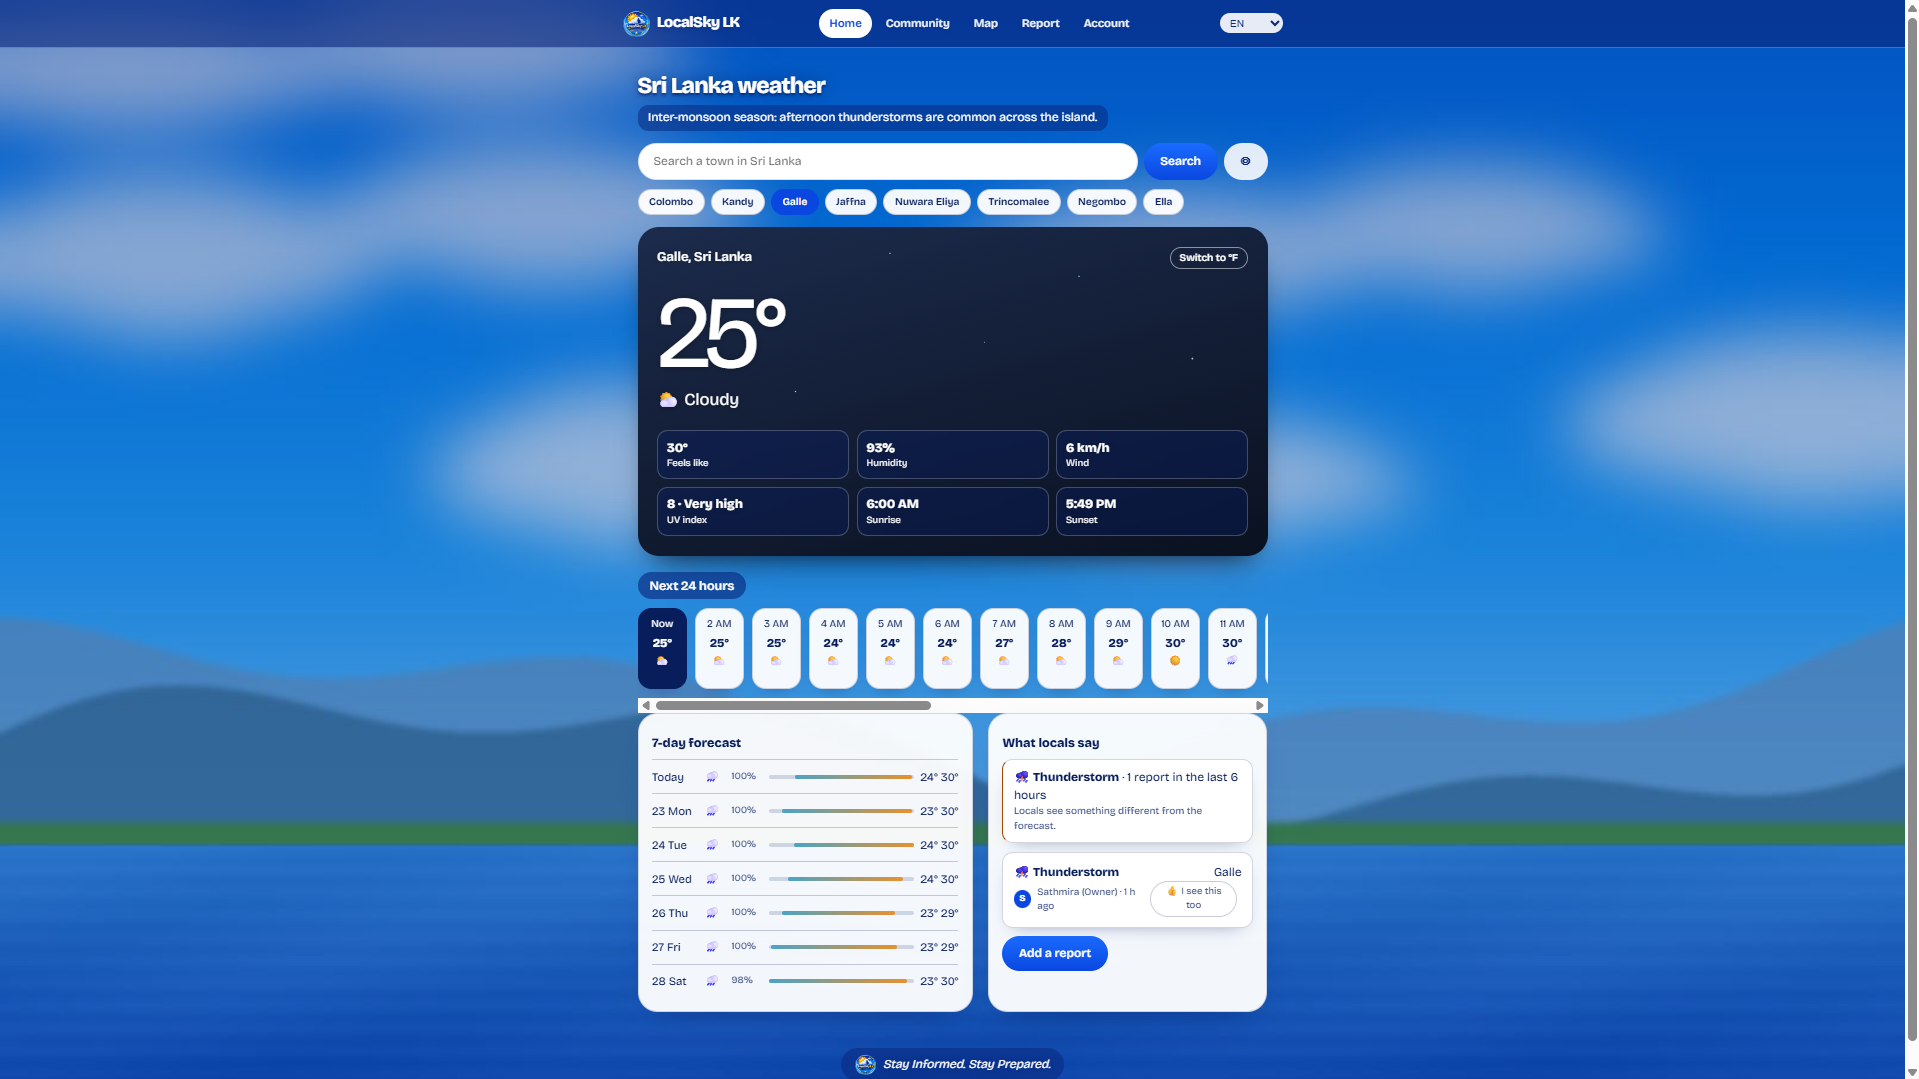 LocalSky LK
Home Community Map Report Account
EN
Sri Lanka weather
Inter-monsoon season: afternoon thunderstorms are common across the island.
Search a town in Sri Lanka
Search
Colombo Kandy Galle Jaffna Nuwara Eliya Trincomalee Negombo Ella
Galle, Sri Lanka
Switch to °F
25°
Cloudy
30°
Feels like
93%
Humidity
6 km/h
Wind
8 · Very high
UV index
6:00 AM
Sunrise
5:49 PM
Sunset
Next 24 hours
Now 2 AM 3 AM 4 AM 5 AM 6 AM 7 AM 8 AM 9 AM 10 AM 11 AM
25° 25° 25° 24° 24° 24° 27° 28° 29° 30° 30°
7-day forecast
Today 100% 24° 30°
23 Mon 100% 23° 30°
24 Tue 100% 24° 30°
25 Wed 100% 24° 30°
26 Thu 100% 23° 29°
27 Fri 100% 23° 29°
28 Sat 98% 23° 30°
What locals say
Thunderstorm · 1 report in the last 6
hours
Locals see something different from the
forecast.
Thunderstorm
Galle
S
Sathmira (Owner) · 1 h
ago
👍 I see this
too
Add a report
Stay Informed. Stay Prepared.